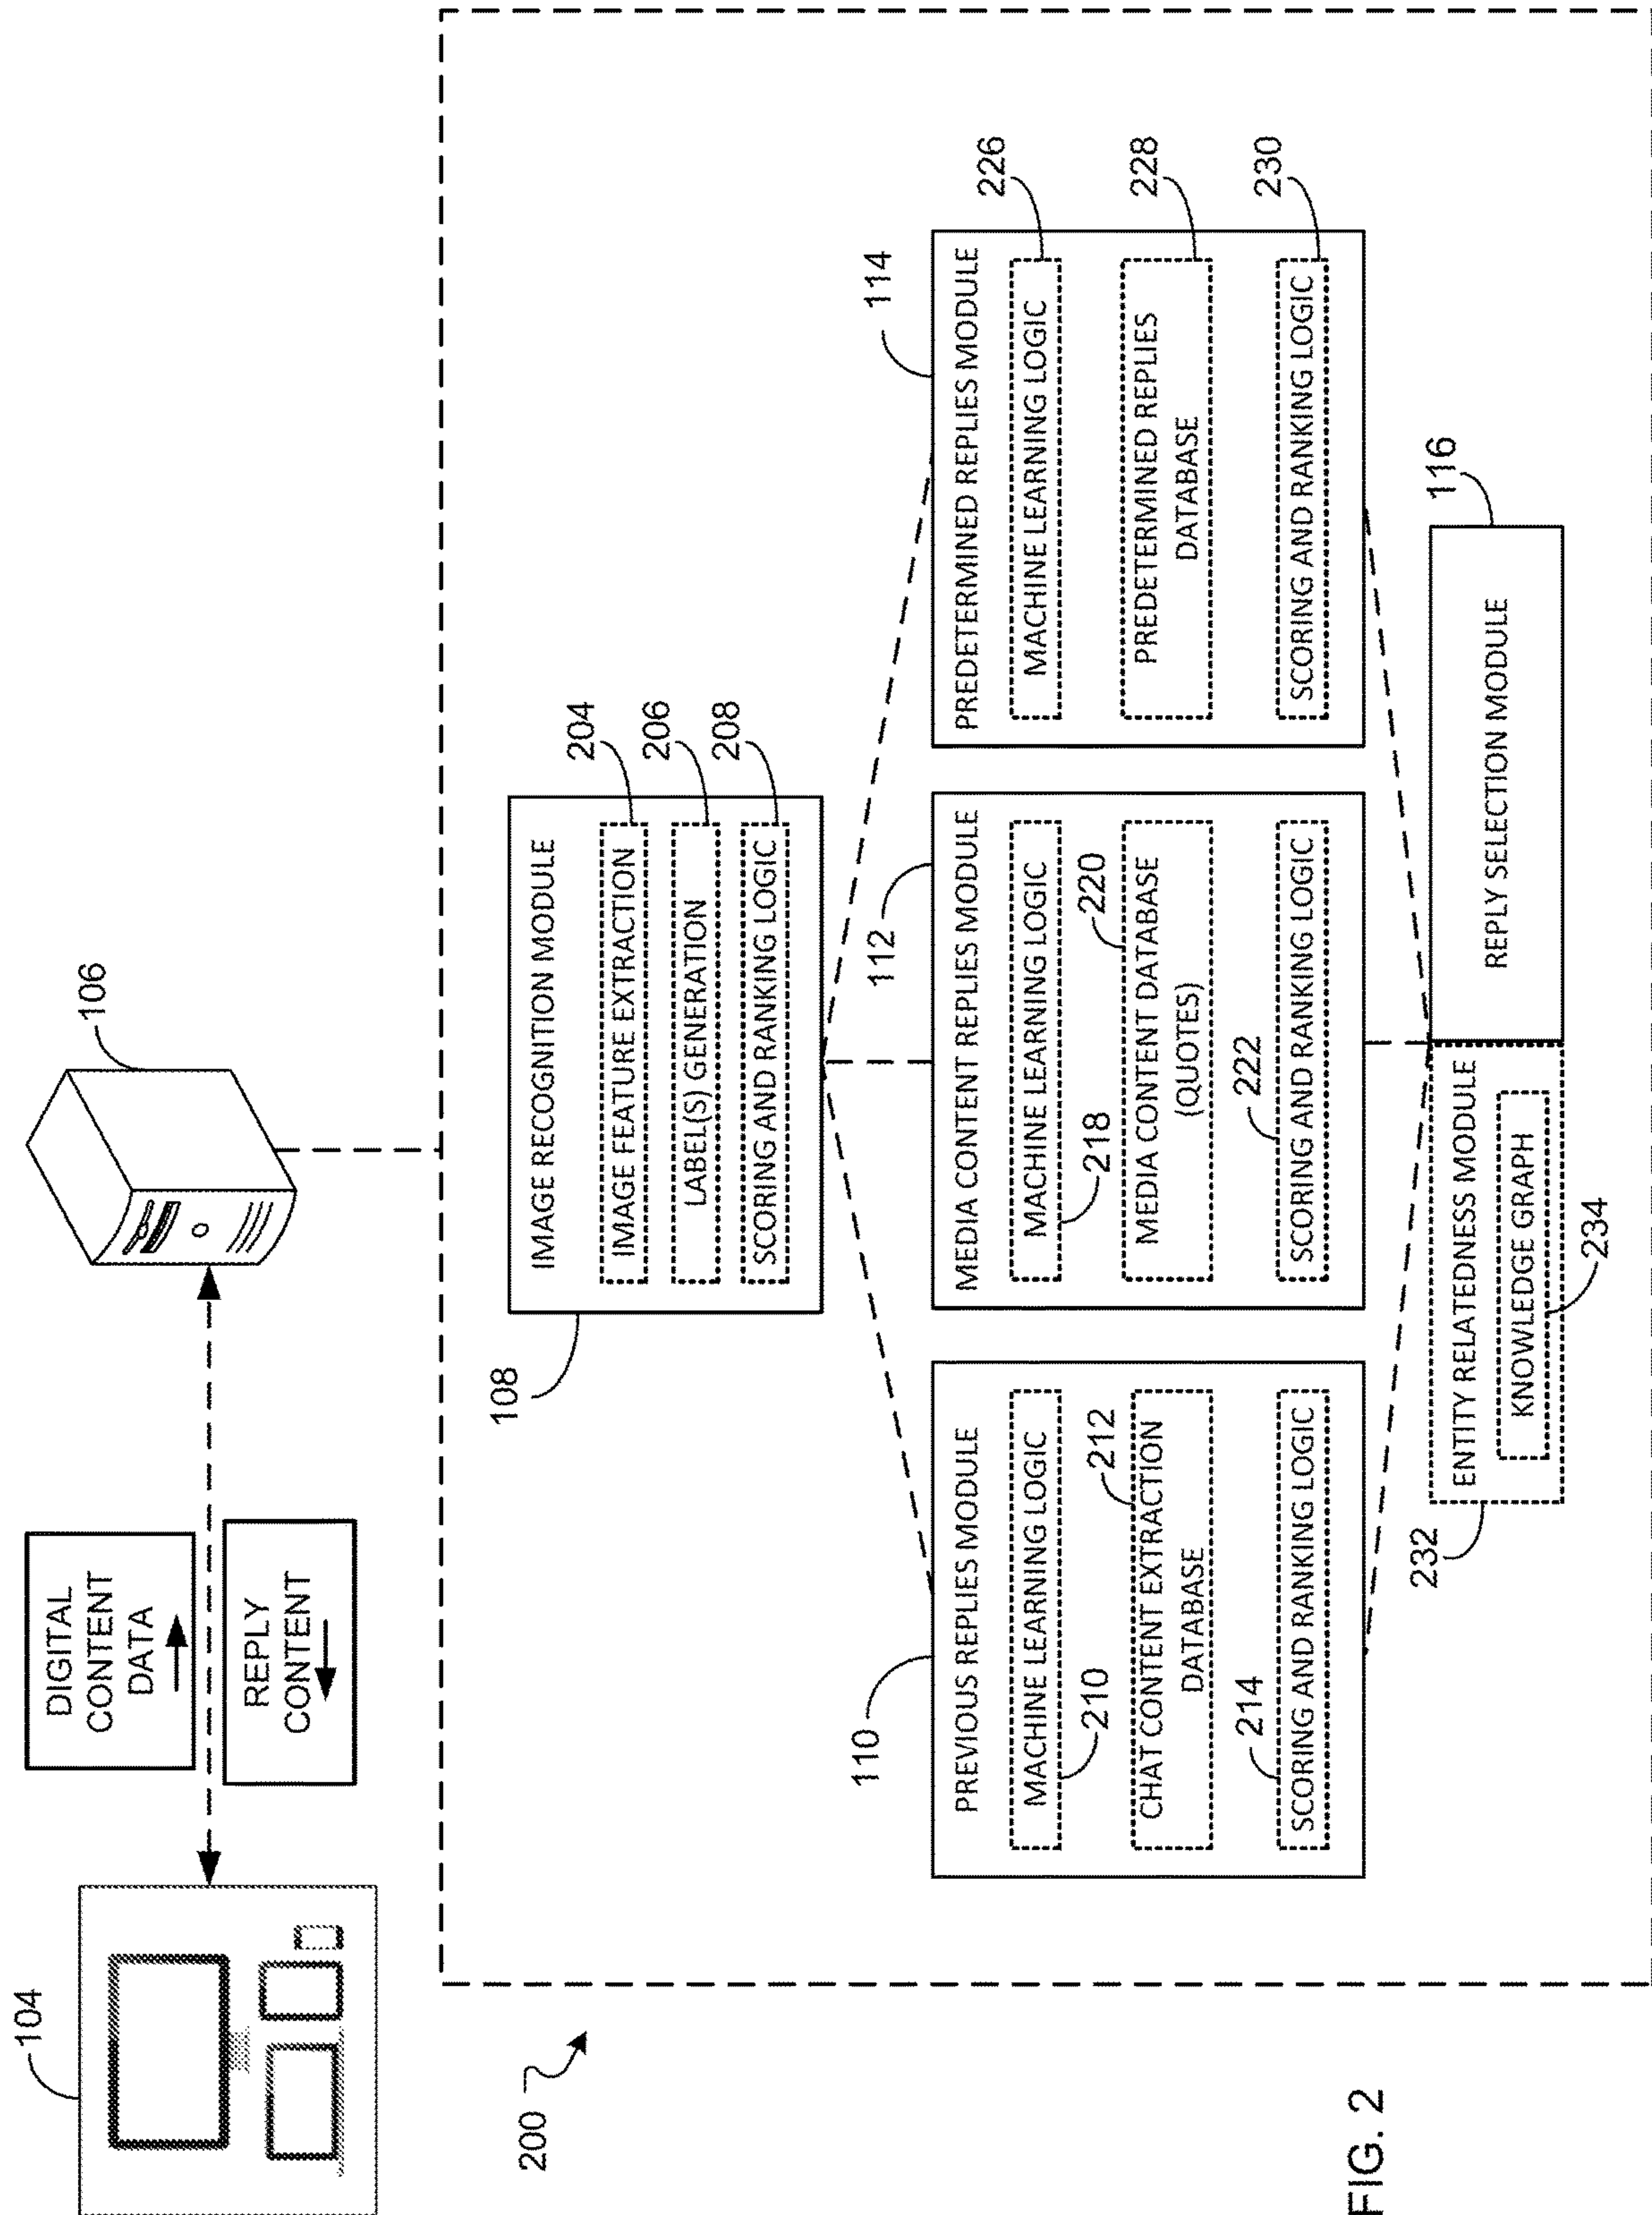 104
DIGITAL
CONTENT
DATA
REPLY
CONTENT
106
200
108
IMAGE RECOGNITION MODULE
IMAGE FEATURE EXTRACTION
204
LABEL(S) GENERATION
206
SCORING AND RANKING LOGIC
208
110
PREVIOUS REPLIES MODULE
MACHINE LEARNING LOGIC
210
212
CHAT CONTENT EXTRACTION
DATABASE
214
SCORING AND RANKING LOGIC
112
MEDIA CONTENT REPLIES MODULE
MACHINE LEARNING LOGIC
218
220
MEDIA CONTENT DATABASE
(QUOTES)
222
SCORING AND RANKING LOGIC
114
PREDETERMINED REPLIES MODULE
MACHINE LEARNING LOGIC
226
PREDETERMINED REPLIES
DATABASE
228
SCORING AND RANKING LOGIC
230
232
ENTITY RELATEDNESS MODULE
KNOWLEDGE GRAPH
234
REPLY SELECTION MODULE
116
FIG. 2